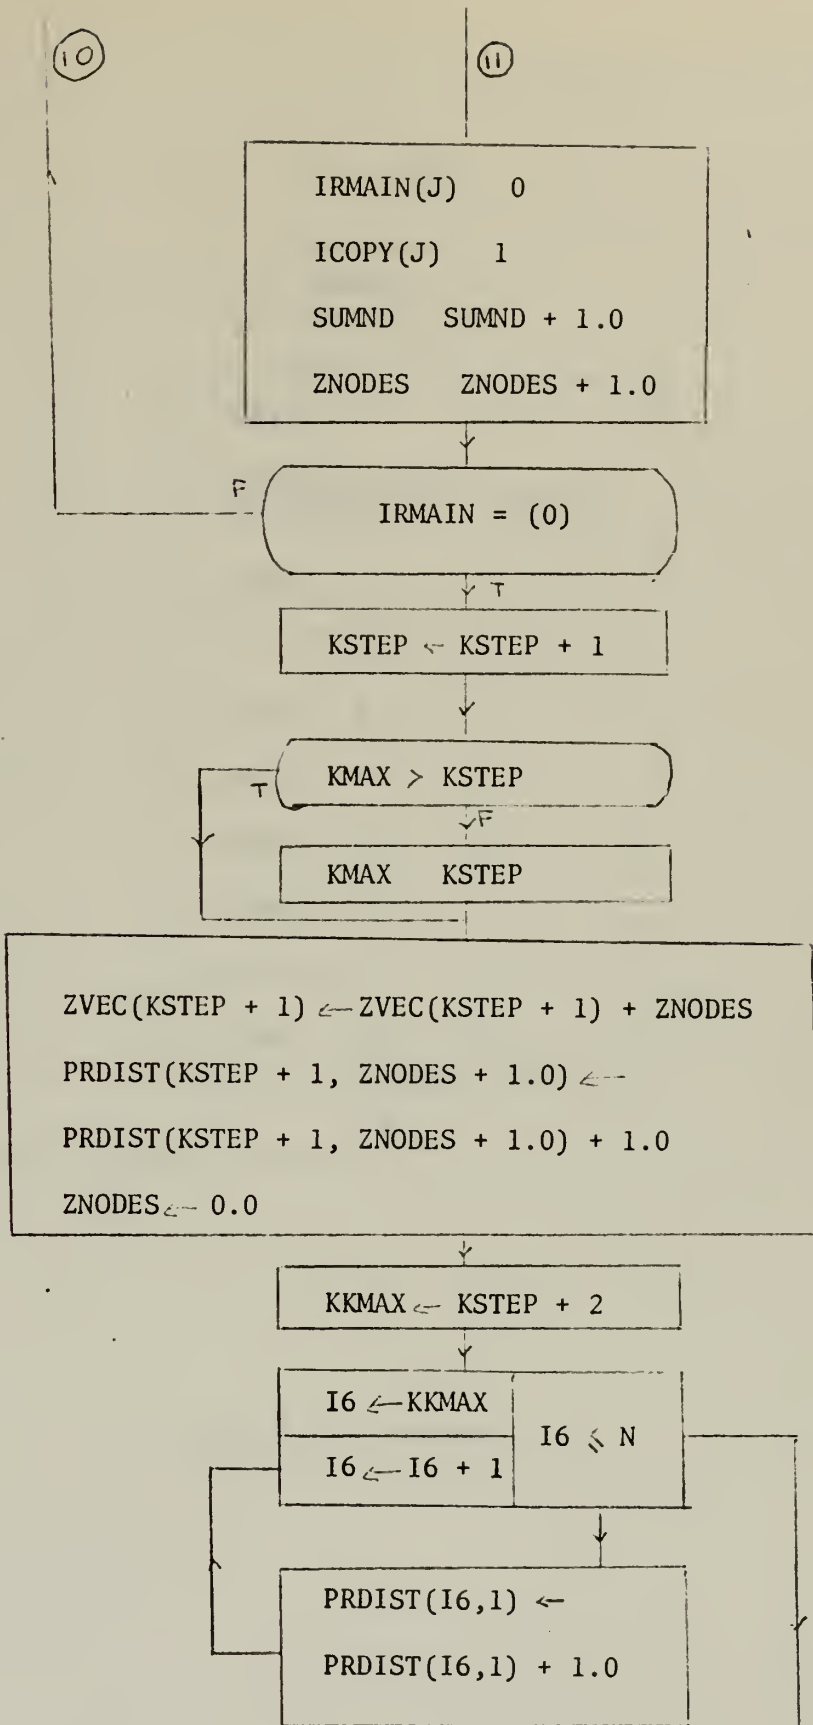 10
11
IRMAIN(J) 0
ICOPY(J) 1
SUMND SUMND + 1.0
ZNODES ZNODES + 1.0
F
IRMAIN = (0)
T
KSTEP ← KSTEP + 1
KMAX > KSTEP
T
F
KMAX KSTEP
ZVEC(KSTEP + 1) ← ZVEC(KSTEP + 1) + ZNODES
PRDIST(KSTEP + 1, ZNODES + 1.0) ←
PRDIST(KSTEP + 1, ZNODES + 1.0) + 1.0
ZNODES ← 0.0
KKMAX ← KSTEP + 2
I6 ← KKMAX
I6 ≤ N
I6 ← I6 + 1
PRDIST(I6,1) ←
PRDIST(I6,1) + 1.0